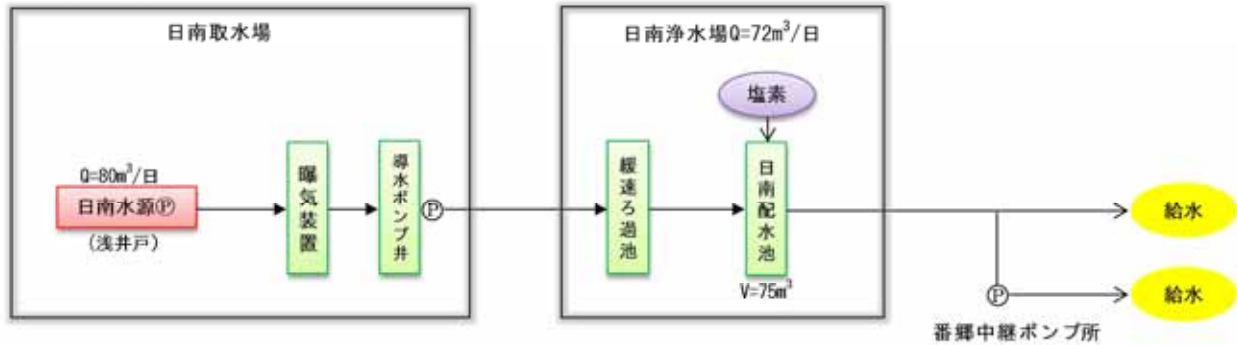 日南取水場
Q=80m³/日
日南水源Ⓟ
(浅井戸)
曝気装置
導水ポンプ井
Ⓟ
日南浄水場Q=72m³/日
塩素
緩速ろ過池
日南配水池
V=75m³
給水
Ⓟ
給水
番郷中継ポンプ所